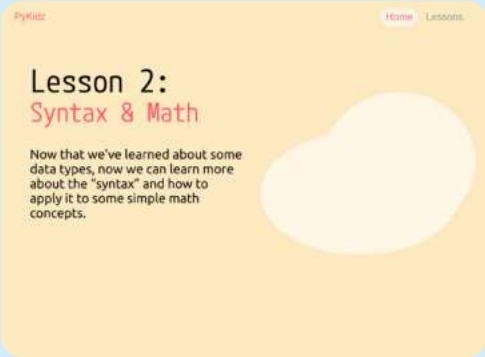 PyKidz
Home Lessons
Lesson 2:
Syntax & Math
Now that we've learned about some
data types, now we can learn more
about the "syntax" and how to
apply it to some simple math
concepts.